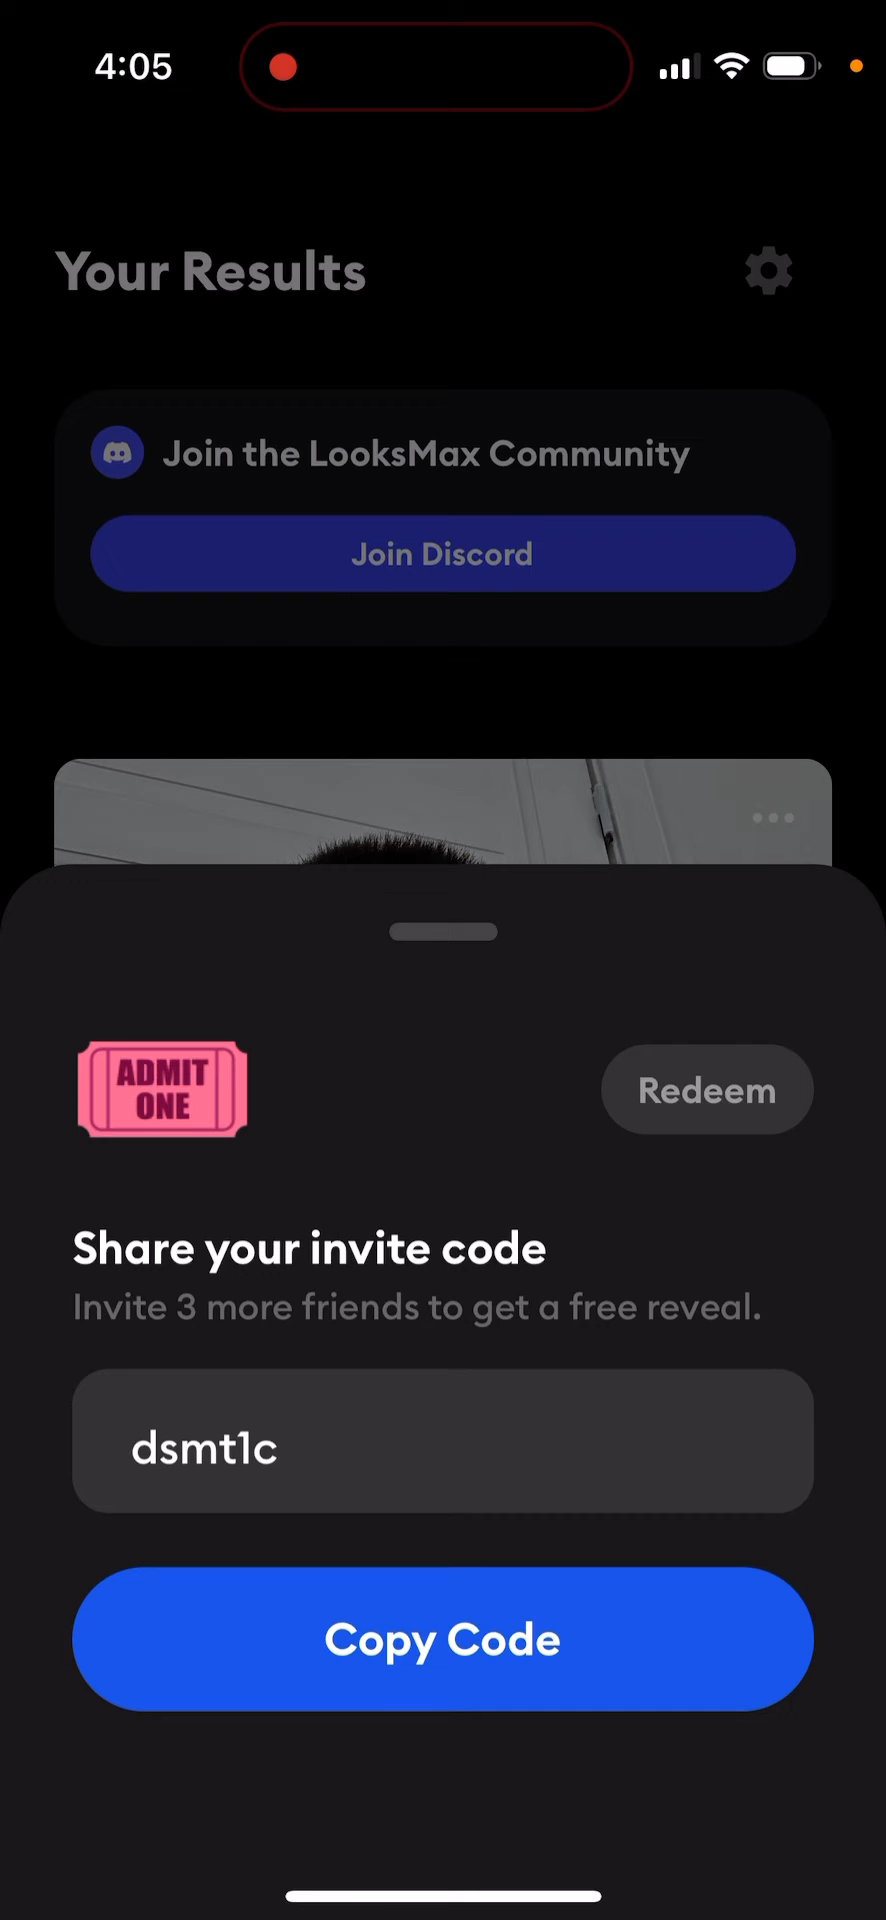 4:05
Your Results
Join the LooksMax Community
Join Discord
ADMIT
ONE
Redeem
Share your invite code
Invite 3 more friends to get a free reveal.
dsmt1c
Copy Code